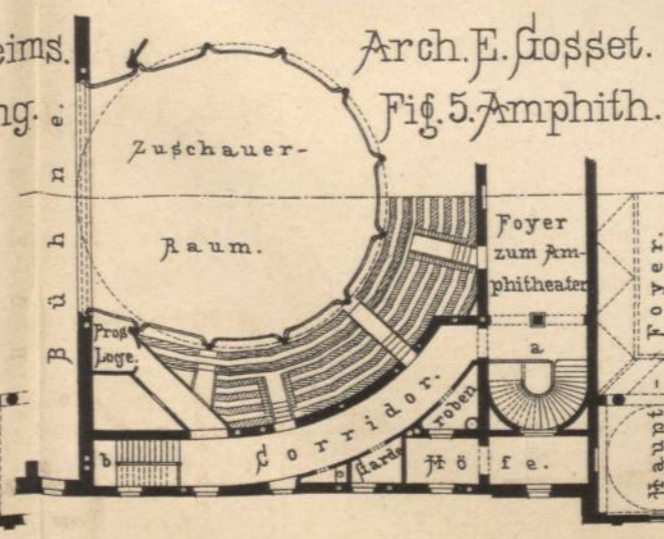 eims.
ng.
Arch. E. Gosset.
Fig. 5. Amphith.
Bühne.
Zuschauer-
Raum.
Foyer
zum Am-
phitheater
Pros.
Loge.
a
b
Corridor.
Garde
roben
p
Höfe.
Haupt-Foyer.